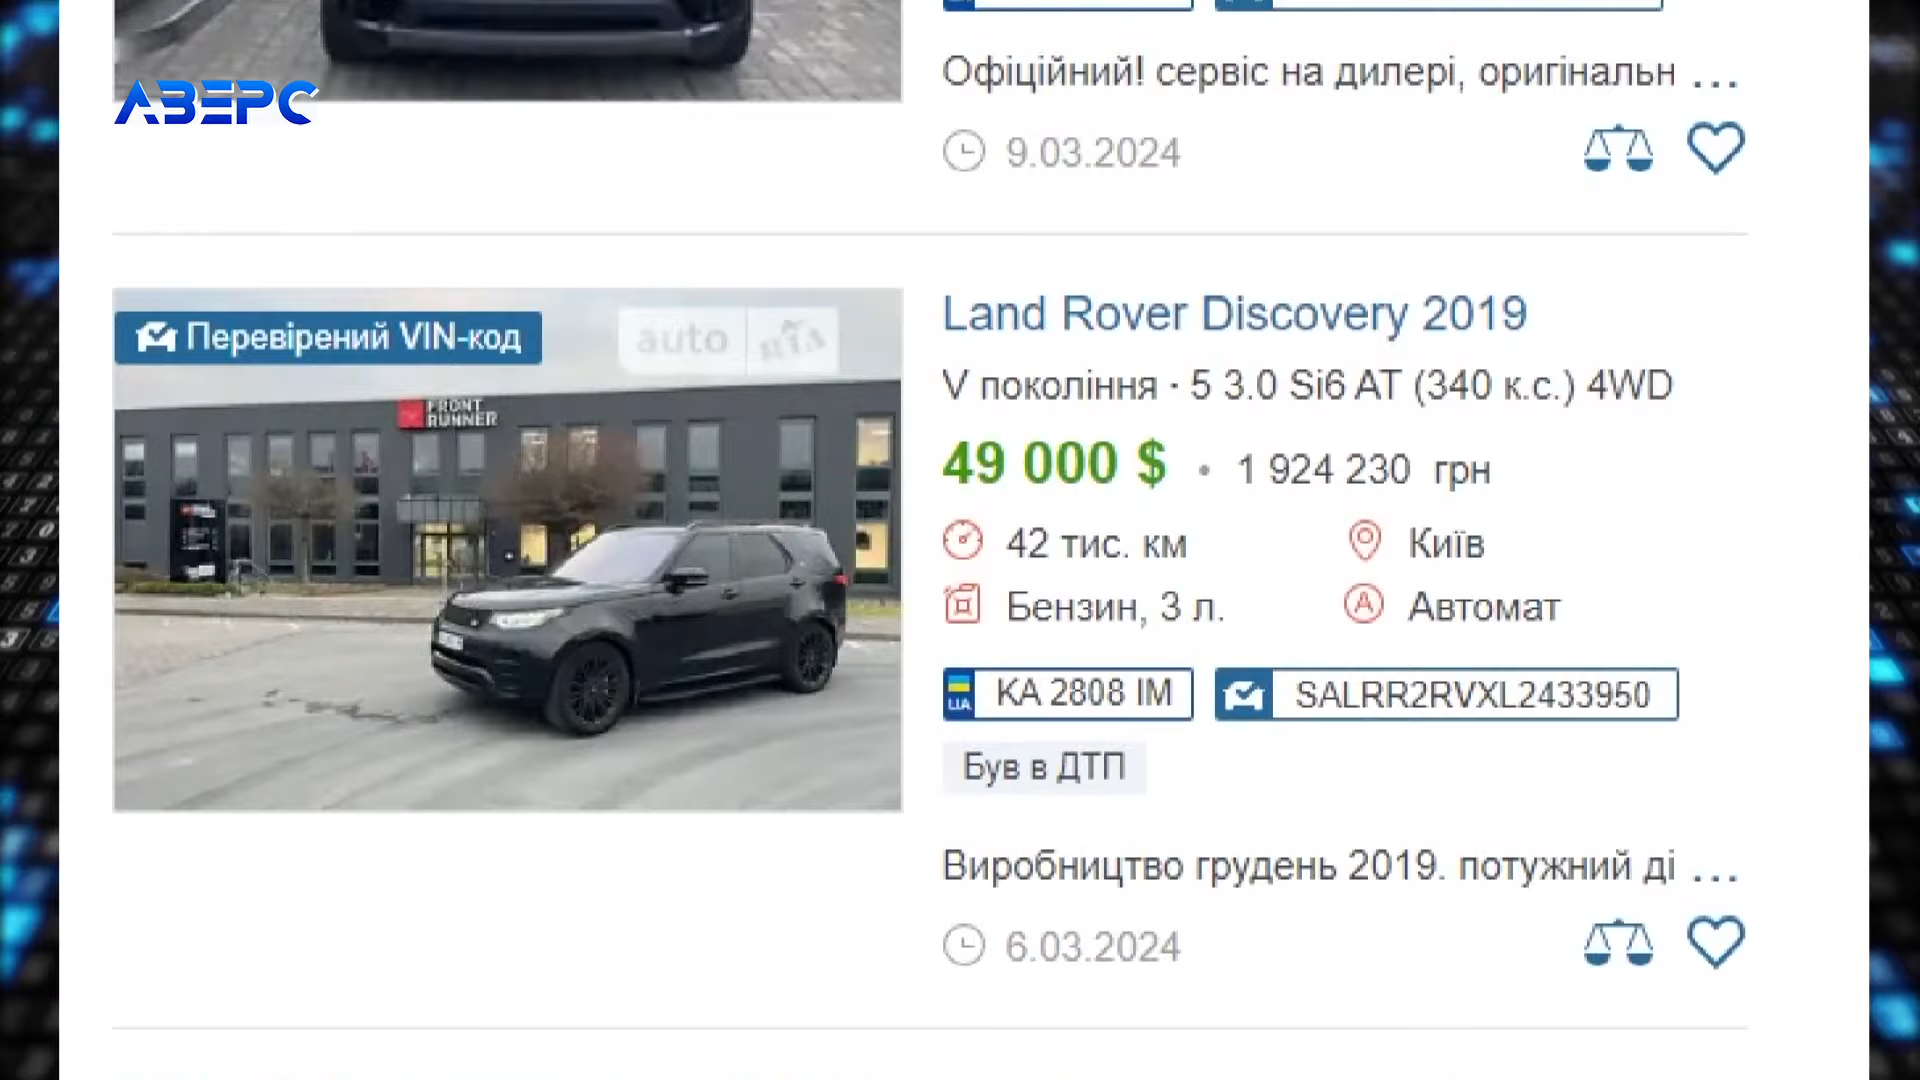 АВЕРС
Офіційний! сервіс на дилері, оригінальн ...
9.03.2024
Перевірений VIN-код
auto
RIA
FRONT
RUNNER
Land Rover Discovery 2019
V покоління · 5 3.0 Si6 AT (340 к.с.) 4WD
49 000 $ • 1 924 230 грн
42 тис. км
Київ
Бензин, 3 л.
Автомат
UA KA 2808 IM
SALRR2RVXL2433950
Був в ДТП
Виробництво грудень 2019. потужний ді ...
6.03.2024